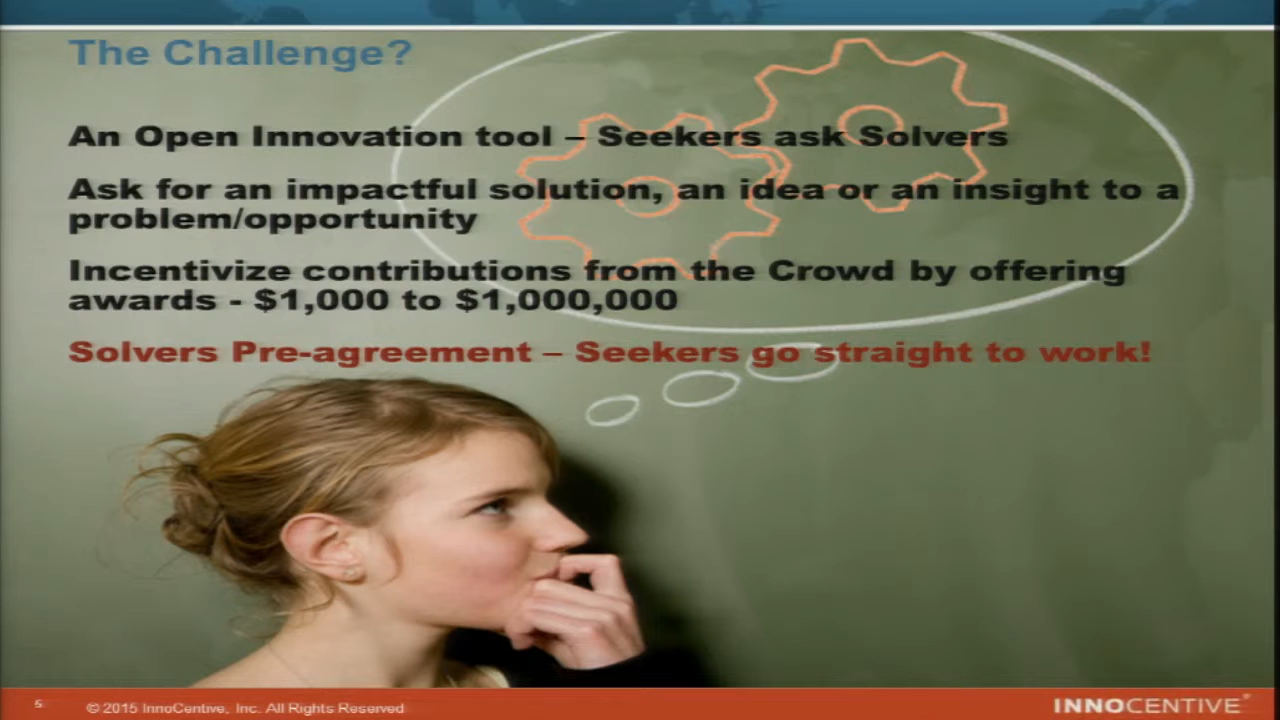 The Challenge?
An Open Innovation tool – Seekers ask Solvers
Ask for an impactful solution, an idea or an insight to a
problem/opportunity
Incentivize contributions from the Crowd by offering
awards - $1,000 to $1,000,000
Solvers Pre-agreement – Seekers go straight to work!
5
© 2015 InnoCentive, Inc. All Rights Reserved
INNOCENTIVE®